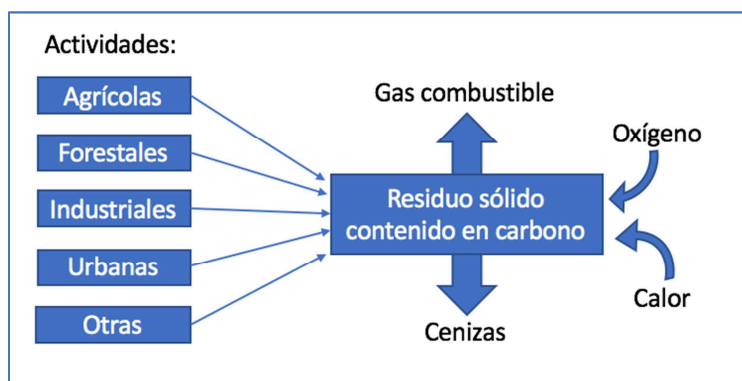 Actividades:
Agrícolas
Forestales
Industriales
Urbanas
Otras
Gas combustible
Residuo sólido
contenido en carbono
Cenizas
Oxígeno
Calor